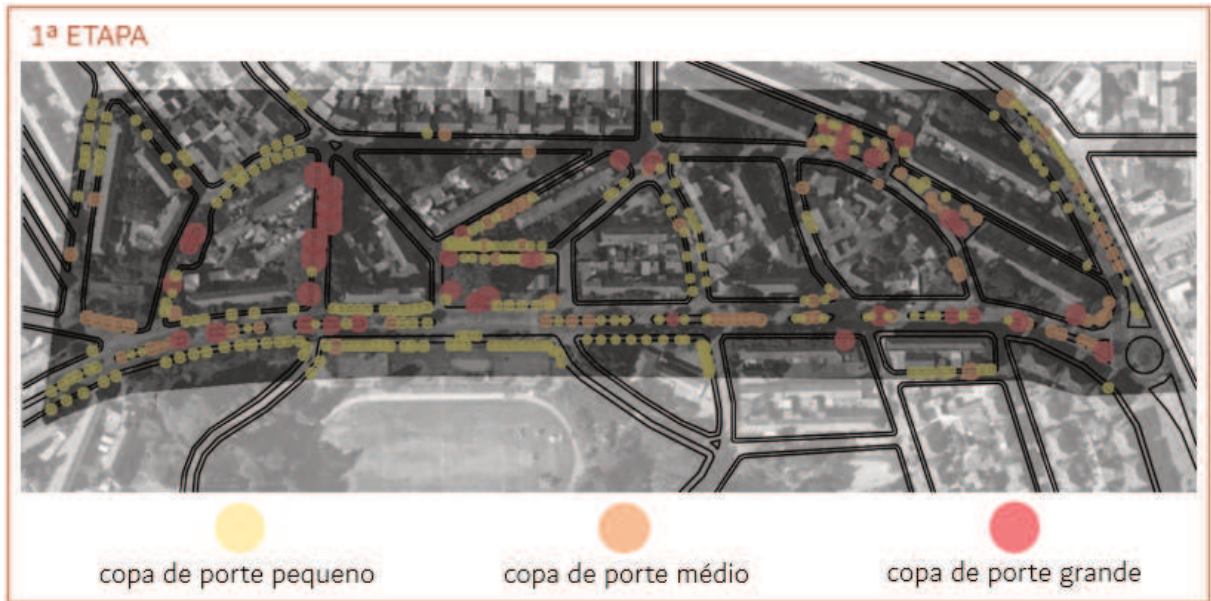 1ª ETAPA
copa de porte pequeno
copa de porte médio
copa de porte grande